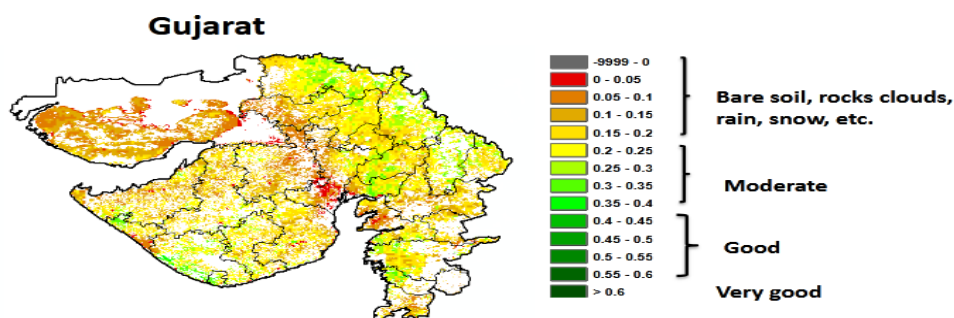 Gujarat
-9999 - 0
0 - 0.05
0.05 - 0.1
0.1 - 0.15
0.15 - 0.2
0.2 - 0.25
0.25 - 0.3
0.3 - 0.35
0.35 - 0.4
0.4 - 0.45
0.45 - 0.5
0.5 - 0.55
0.55 - 0.6
> 0.6
Bare soil, rocks clouds,
rain, snow, etc.
Moderate
Good
Very good